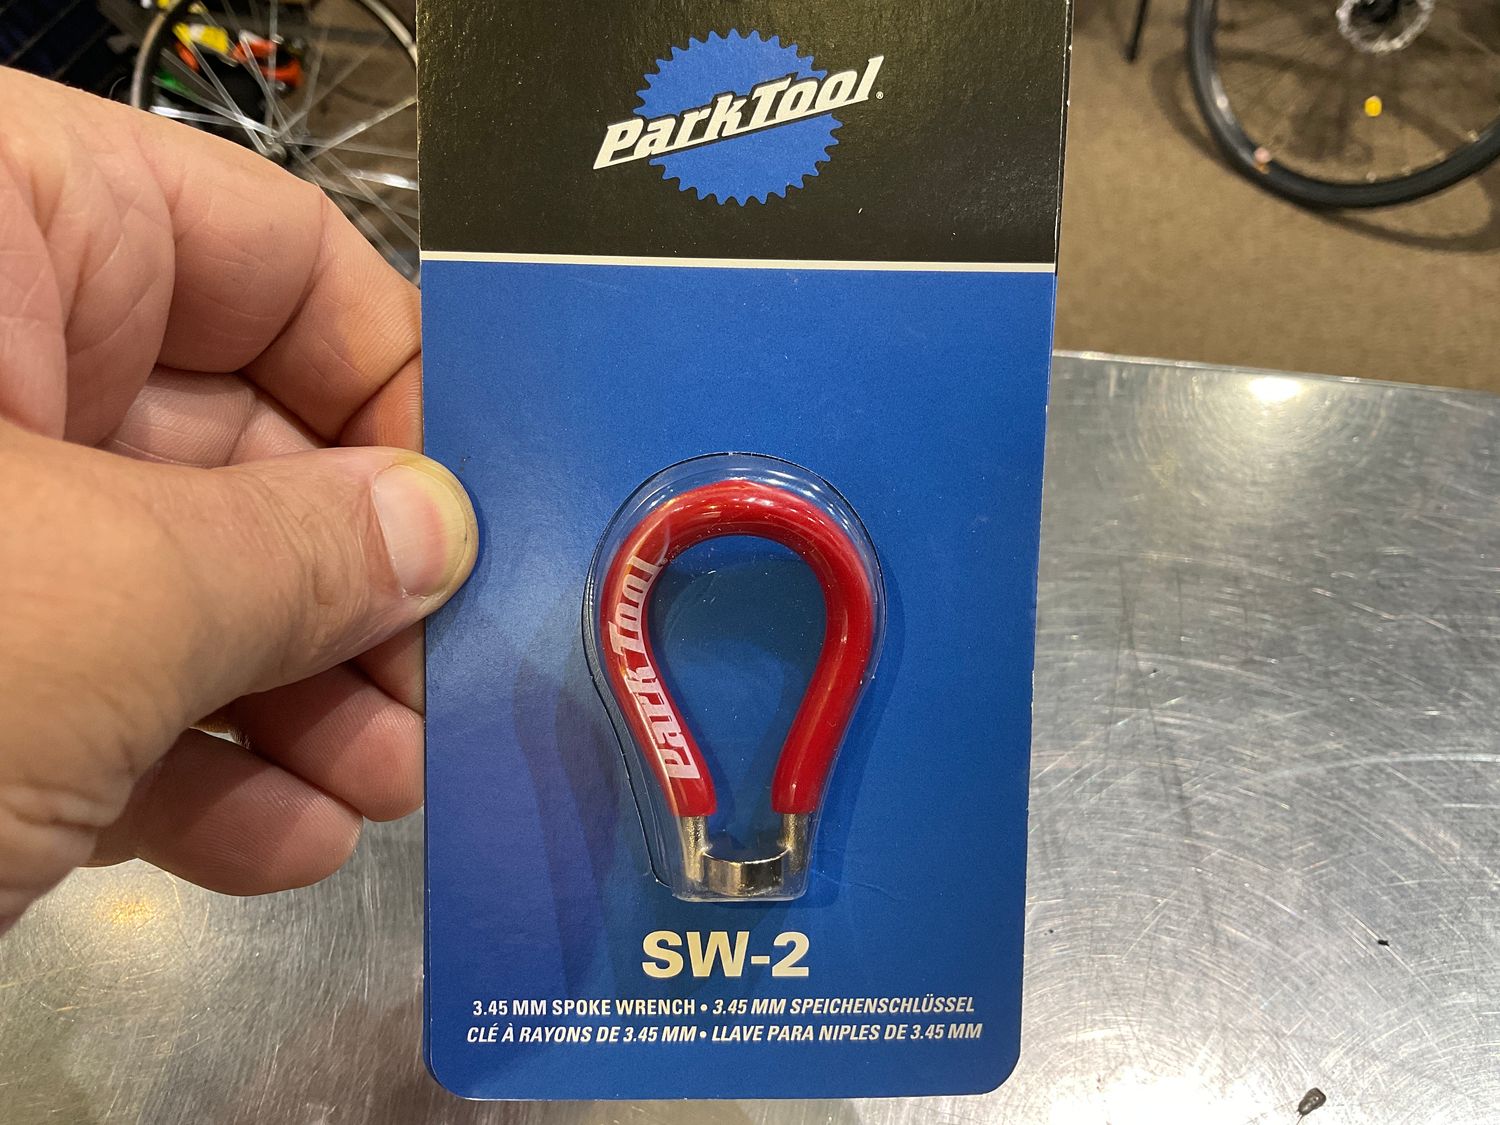 ParkTool®
ParkTool
SW-2
3.45 MM SPOKE WRENCH • 3.45 MM SPEICHENSCHLÜSSEL
CLÉ À RAYONS DE 3.45 MM • LLAVE PARA NIPLES DE 3.45 MM